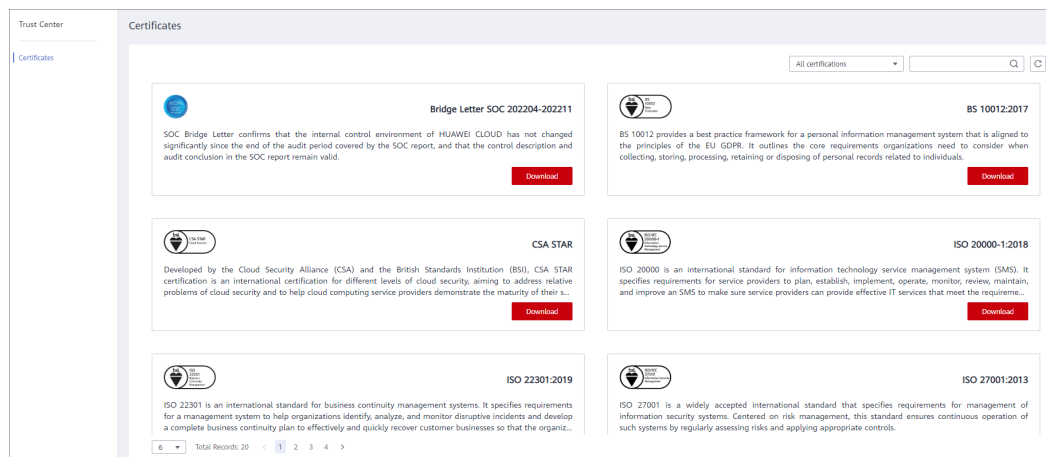 Trust Center
Certificates
Certificates
All certifications
Bridge Letter SOC 202204-202211
SOC Bridge Letter confirms that the internal control environment of HUAWEI CLOUD has not changed
significantly since the end of the audit period covered by the SOC report, and that the control description and
audit conclusion in the SOC report remain valid.
Download
BS 10012:2017
BS 10012 provides a best practice framework for a personal information management system that is aligned to
the principles of the EU GDPR. It outlines the core requirements organizations need to consider when
collecting, storing, processing, retaining or disposing of personal records related to individuals.
Download
CSA STAR
CSA STAR
Developed by the Cloud Security Alliance (CSA) and the British Standards Institution (BSI), CSA STAR
certification is an international certification for different levels of cloud security, aiming to address relative
problems of cloud security and to help cloud computing service providers demonstrate the maturity of their s...
Download
ISO 20000-1:2018
ISO 20000 is an international standard for information technology service management system (SMS). It
specifies requirements for service providers to plan, establish, implement, operate, monitor, review, maintain,
and improve an SMS to make sure service providers can provide effective IT services that meet the requireme...
Download
ISO 22301:2019
ISO 22301 is an international standard for business continuity management systems. It specifies requirements
for a management system to help organizations identify, analyze, and monitor disruptive incidents and develop
a complete business continuity plan to effectively and quickly recover customer businesses so that the organiz...
ISO 27001:2013
ISO 27001 is a widely accepted international standard that specifies requirements for management of
information security systems. Centered on risk management, this standard ensures continuous operation of
such systems by regularly assessing risks and applying appropriate controls.
6 Total Records: 20 < 1 2 3 4 >